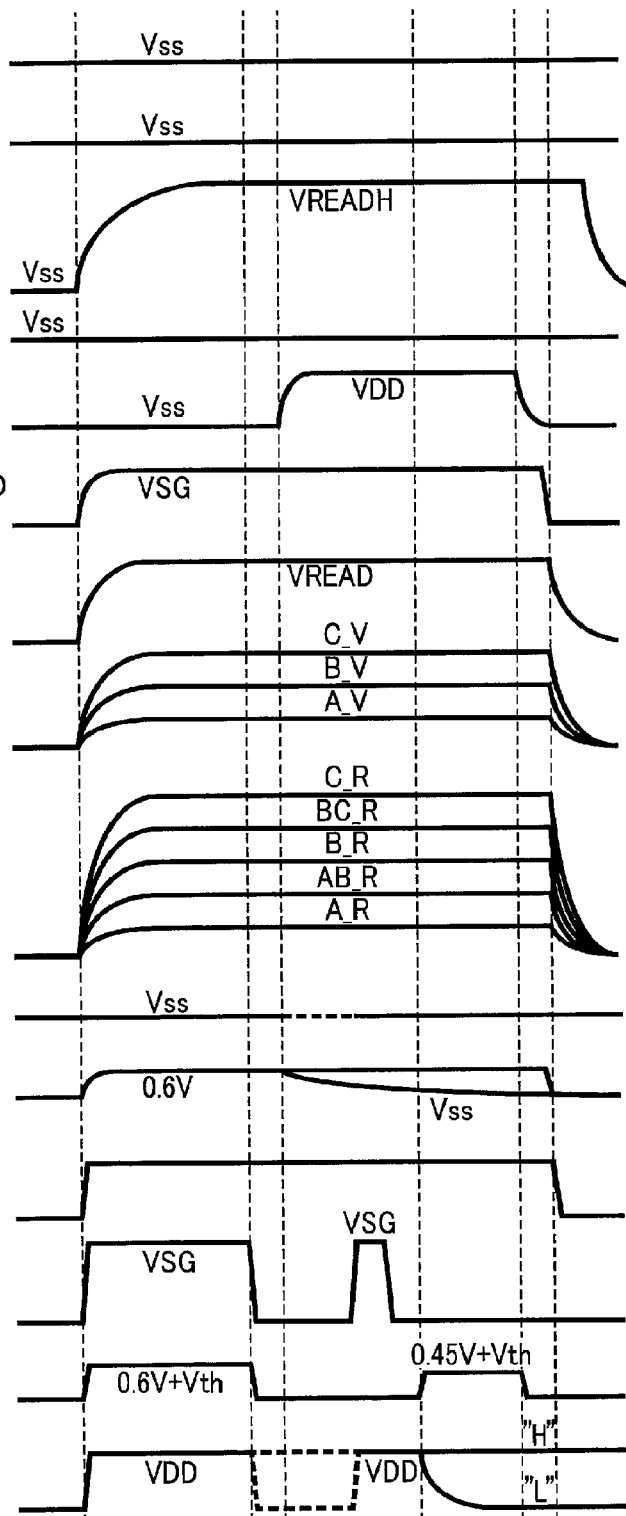 Vss
Vss
VREADH
Vss
Vss
VDD
Vss
VSG
VREAD
C_V
B_V
A_V
C_R
BC_R
B_R
AB_R
A_R
Vss
0.6V
Vss
VSG
VSG
0.45V+Vth
0.6V+Vth
"H"
VDD VDD
"L"